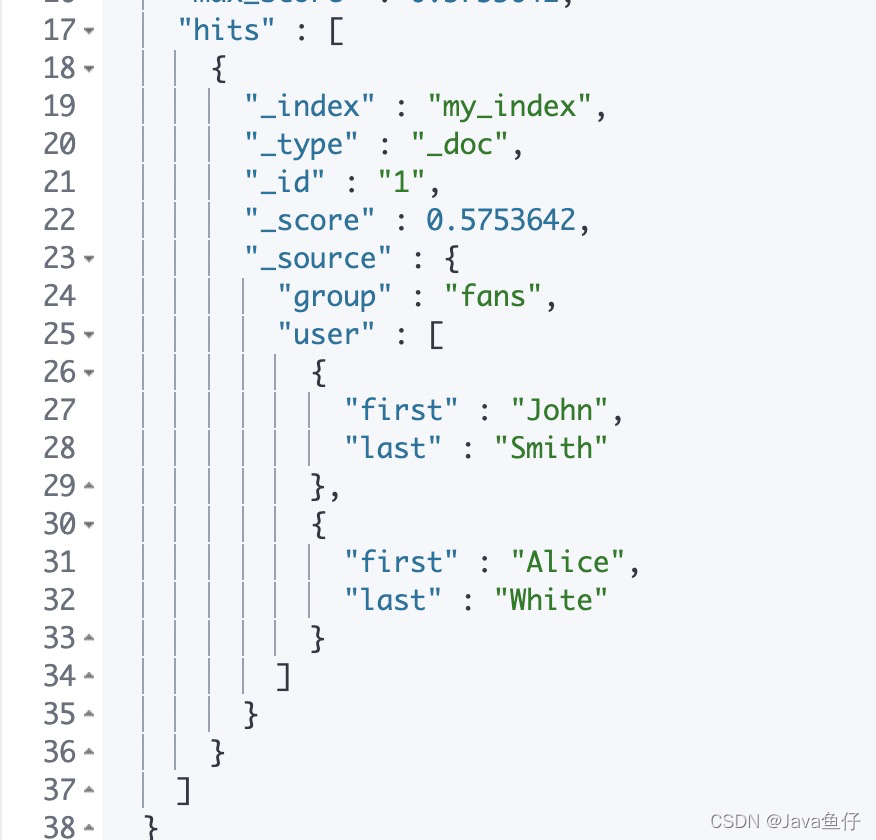 17 "hits" : [
18 {
19 "_index" : "my_index",
20 "_type" : "_doc",
21 "_id" : "1",
22 "_score" : 0.5753642,
23 "_source" : {
24 "group" : "fans",
25 "user" : [
26 {
27 "first" : "John",
28 "last" : "Smith"
29 },
30 {
31 "first" : "Alice",
32 "last" : "White"
33 }
34 ]
35 }
36 }
37 ]
38 }
CSDN @Java鱼仔